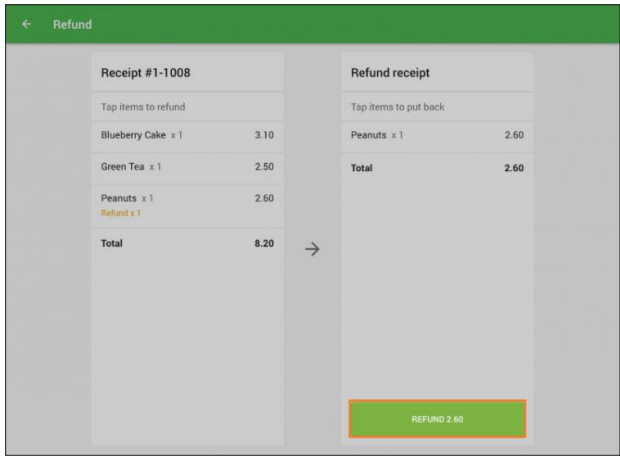 Refund
Receipt #1-1008
Tap items to refund
Blueberry Cake x 1 3.10
Green Tea x 1 2.50
Peanuts x 1 2.60
Refund x 1
Total 8.20
Refund receipt
Tap items to put back
Peanuts x 1 2.60
Total 2.60
REFUND 2.60